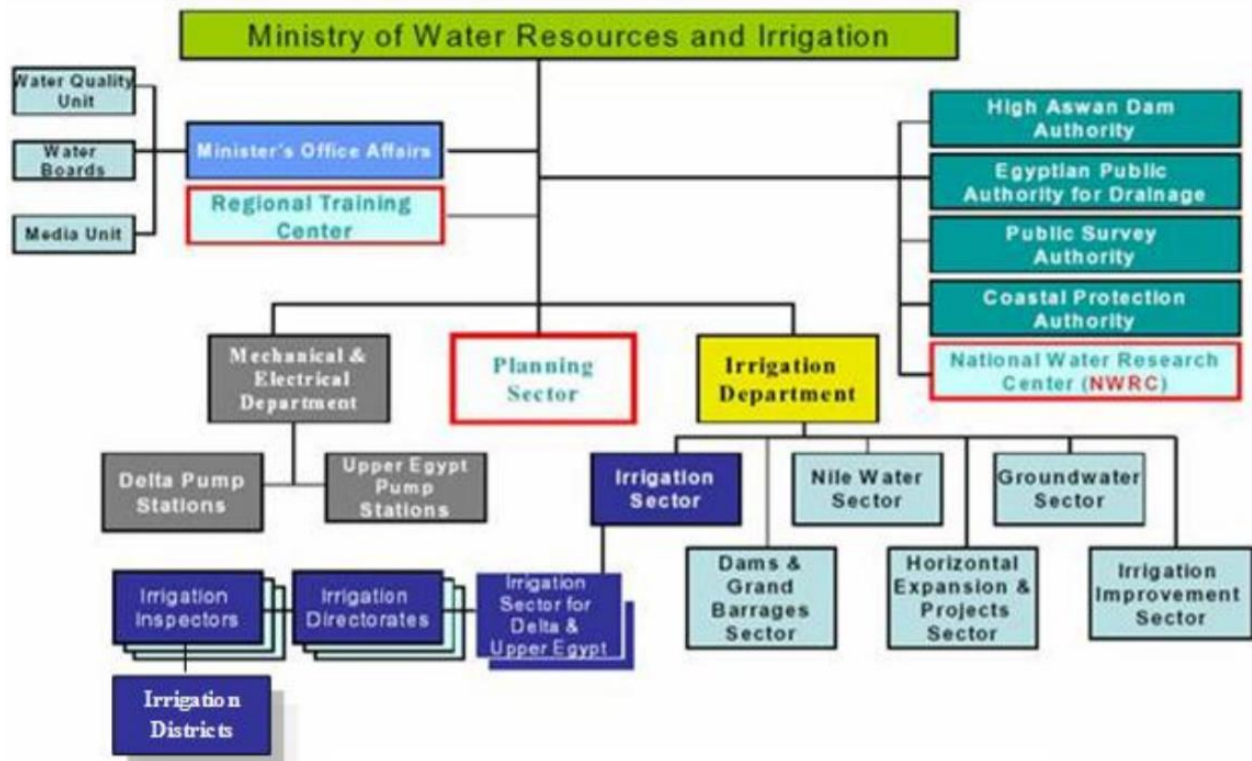 Ministry of Water Resources and Irrigation
Water Quality
Unit
Water
Boards
Media Unit
Minister's Office Affairs
Regional Training
Center
High Aswan Dam
Authority
Egyptian Public
Authority for Drainage
Public Survey
Authority
Coastal Protection
Authority
National Water Research
Center (NWRC)
Mechanical &
Electrical
Department
Planning
Sector
Irrigation
Department
Delta Pump
Stations
Upper Egypt
Pump
Stations
Irrigation
Sector
Nile Water
Sector
Groundwater
Sector
Dams &
Grand
Barrages
Sector
Horizontal
Expansion &
Projects
Sector
Irrigation
Improvement
Sector
Irrigation
Inspectors
Irrigation
Directorates
Irrigation
Sector for
Delta &
Upper Egypt
Irrigation
Districts